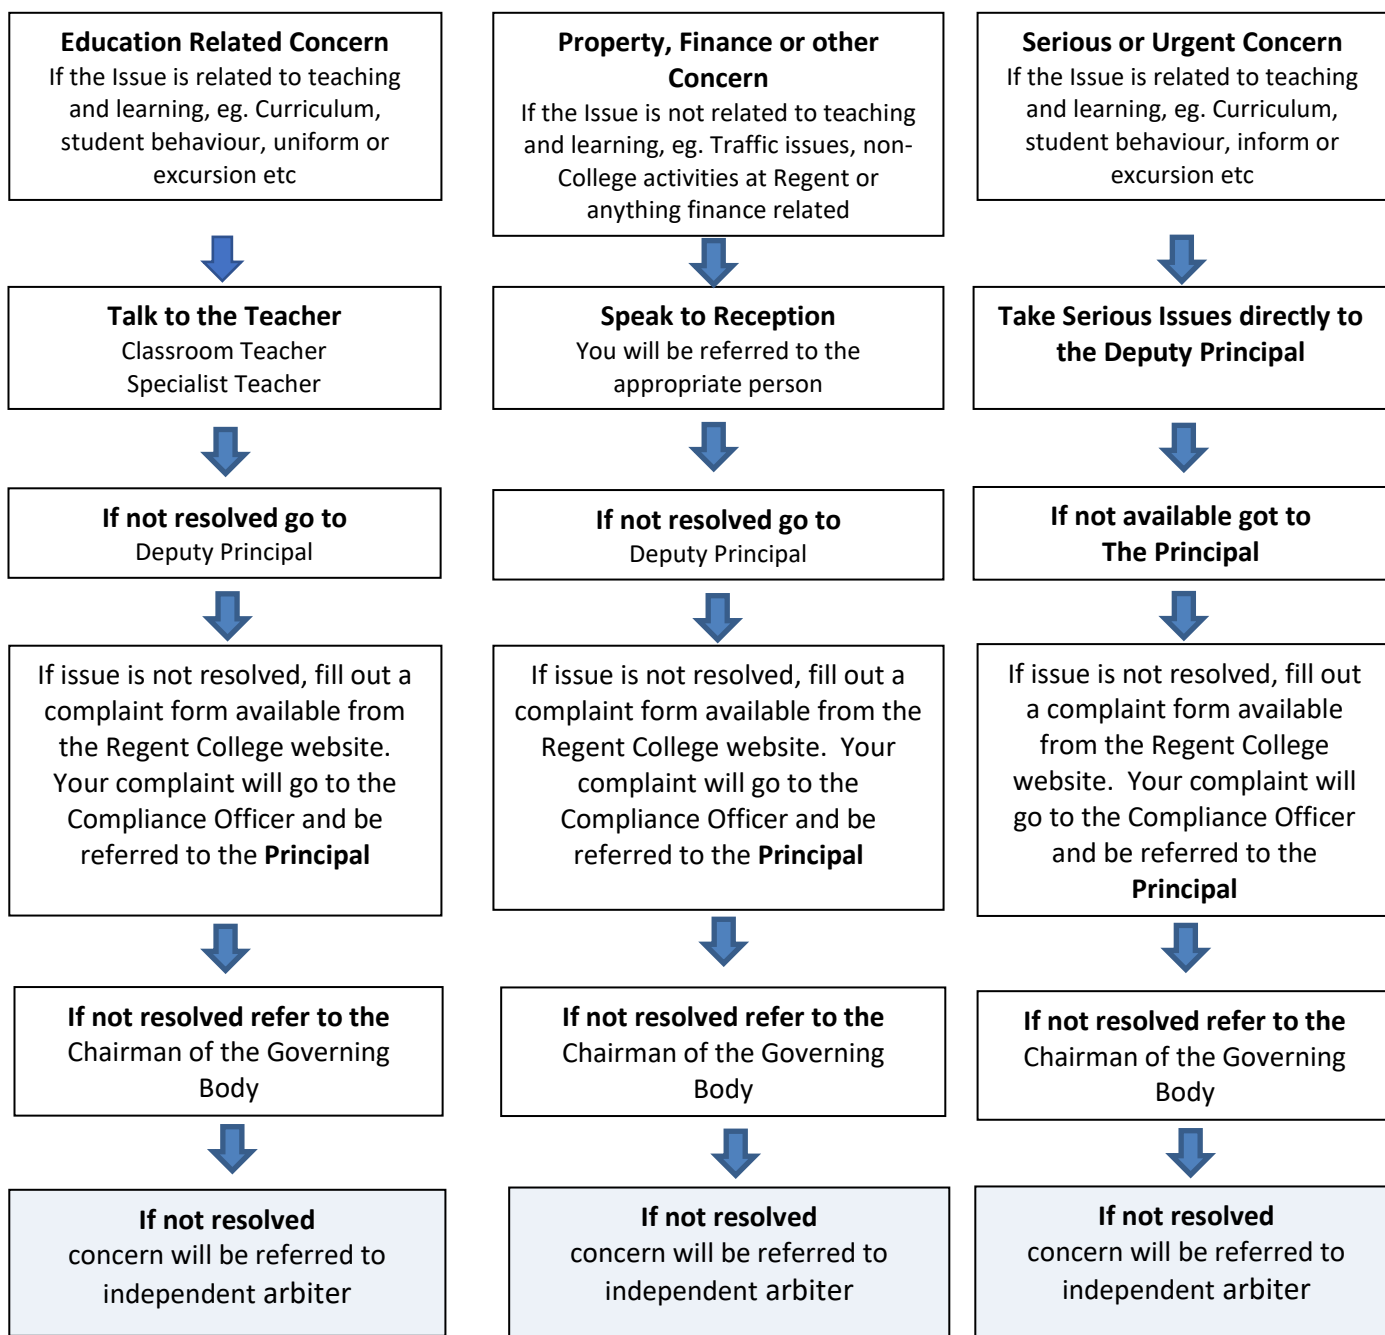 Education Related Concern
If the Issue is related to teaching
and learning, eg. Curriculum,
student behaviour, uniform or
excursion etc
Talk to the Teacher
Classroom Teacher
Specialist Teacher
If not resolved go to
Deputy Principal
If issue is not resolved, fill out a
complaint form available from
the Regent College website.
Your complaint will go to the
Compliance Officer and be
referred to the Principal
If not resolved refer to the
Chairman of the Governing
Body
If not resolved
concern will be referred to
independent arbiter
Property, Finance or other
Concern
If the Issue is not related to teaching
and learning, eg. Traffic issues, non-
College activities at Regent or
anything finance related
Speak to Reception
You will be referred to the
appropriate person
If not resolved go to
Deputy Principal
If issue is not resolved, fill out a
complaint form available from the
Regent College website.  Your
complaint will go to the
Compliance Officer and be
referred to the Principal
If not resolved refer to the
Chairman of the Governing
Body
If not resolved
concern will be referred to
independent arbiter
Serious or Urgent Concern
If the Issue is related to teaching
and learning, eg. Curriculum,
student behaviour, inform or
excursion etc
Take Serious Issues directly to
the Deputy Principal
If not available got to
The Principal
If issue is not resolved, fill out
a complaint form available
from the Regent College
website.  Your complaint will
go to the Compliance Officer
and be referred to the
Principal
If not resolved refer to the
Chairman of the Governing
Body
If not resolved
concern will be referred to
independent arbiter